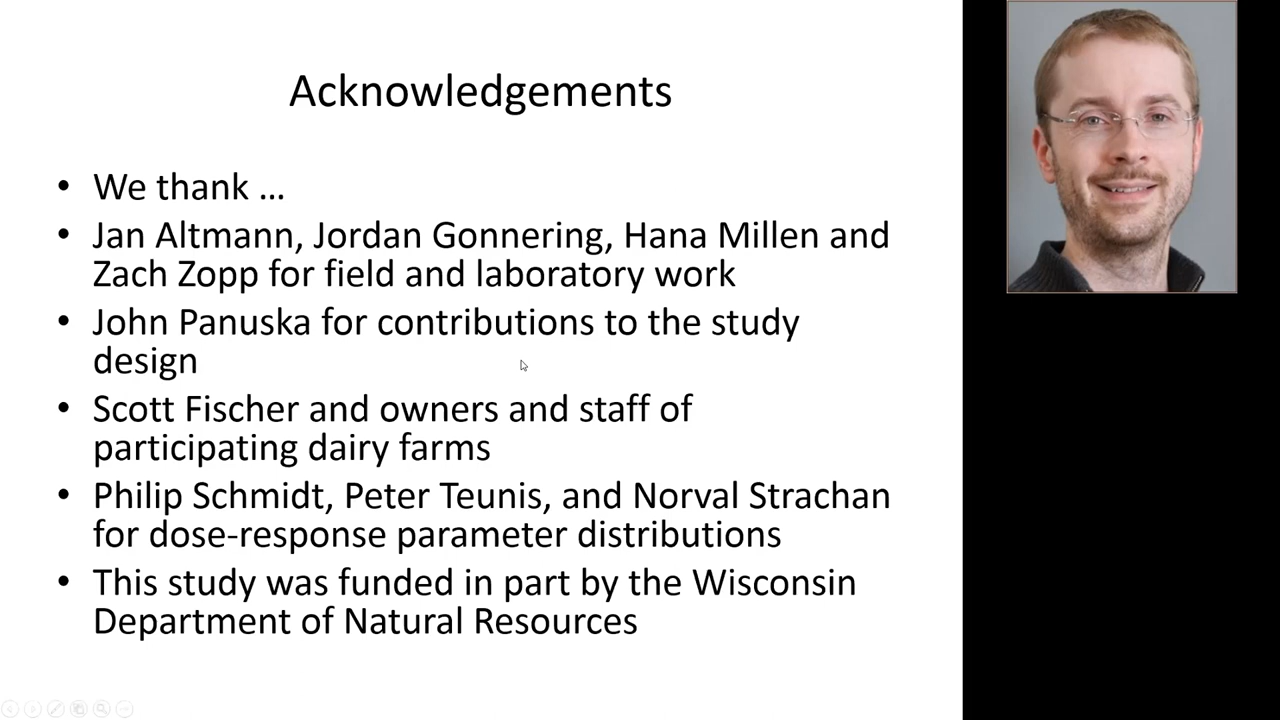 Acknowledgements
• We thank ...
• Jan Altmann, Jordan Gonnering, Hana Millen and
Zach Zopp for field and laboratory work
• John Panuska for contributions to the study
design
• Scott Fischer and owners and staff of
participating dairy farms
• Philip Schmidt, Peter Teunis, and Norval Strachan
for dose-response parameter distributions
• This study was funded in part by the Wisconsin
Department of Natural Resources